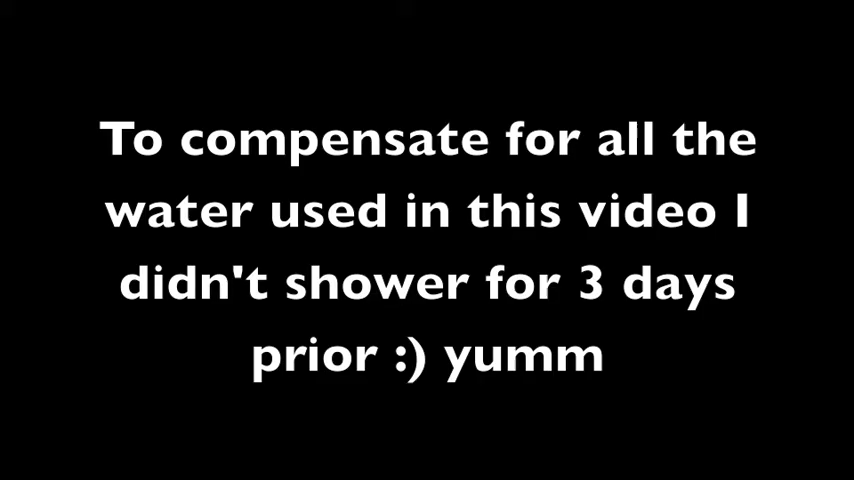 To compensate for all the
water used in this video I
didn't shower for 3 days
prior :) yumm